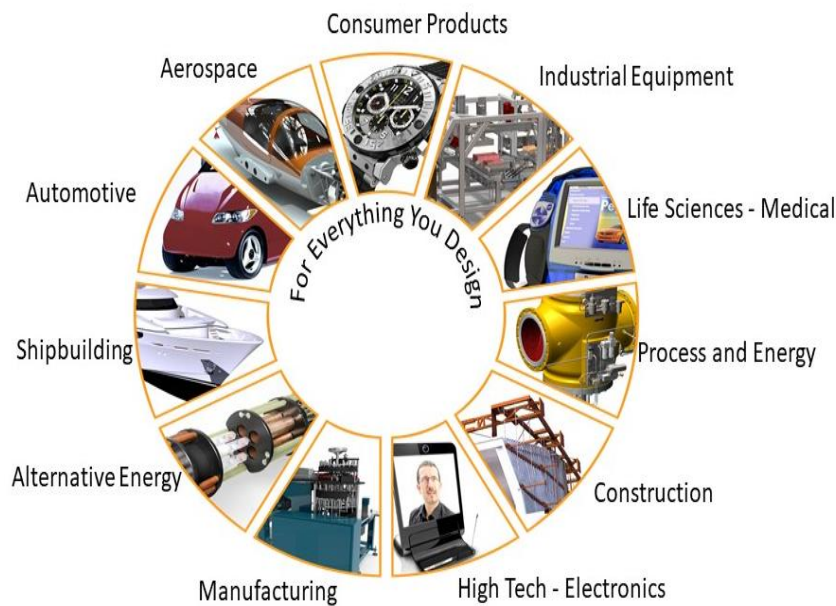 Consumer Products
Aerospace
Industrial Equipment
Automotive
Life Sciences - Medical
For Everything You Design
Shipbuilding
Process and Energy
Alternative Energy
Construction
Manufacturing
High Tech - Electronics